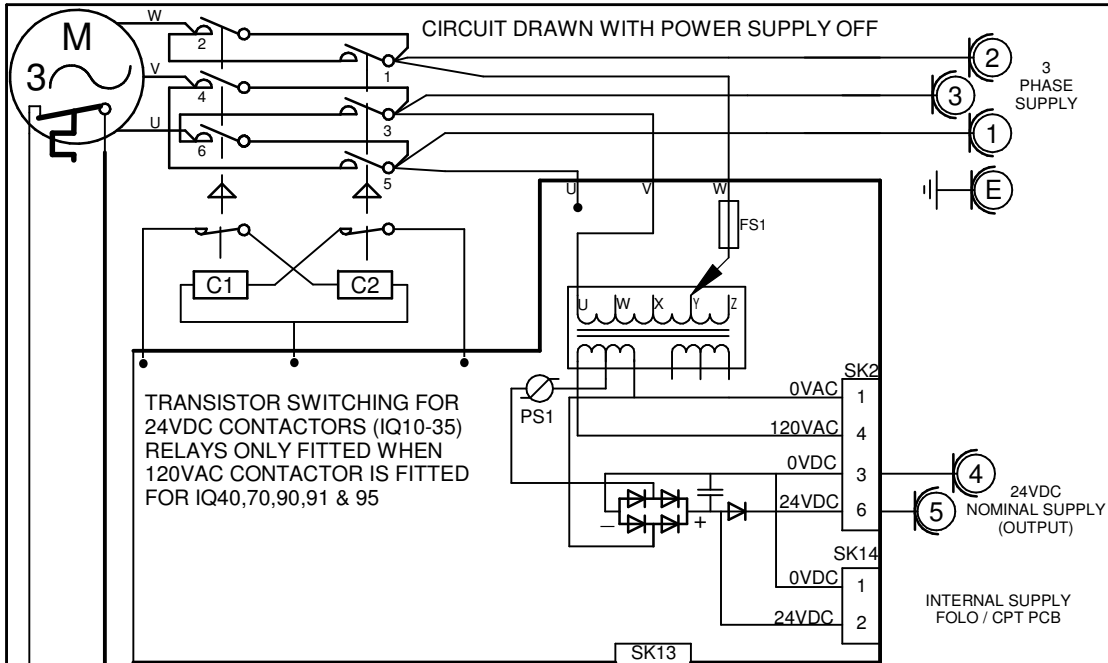 CIRCUIT DRAWN WITH POWER SUPPLY OFF
M
3
W
V
U
2
4
6
1
3
5
2
3
1
E
3
PHASE
SUPPLY
U
V
W
FS1
C1
C2
U
W
X
Y
Z
TRANSISTOR SWITCHING FOR
24VDC CONTACTORS (IQ10-35)
RELAYS ONLY FITTED WHEN
120VAC CONTACTOR IS FITTED
FOR IQ40,70,90,91 & 95
PS1
SK2
0VAC 1
120VAC 4
0VDC 3
24VDC 6
4
5
24VDC
NOMINAL SUPPLY
(OUTPUT)
− +
SK14
0VDC 1
24VDC 2
INTERNAL SUPPLY
FOLO / CPT PCB
SK13